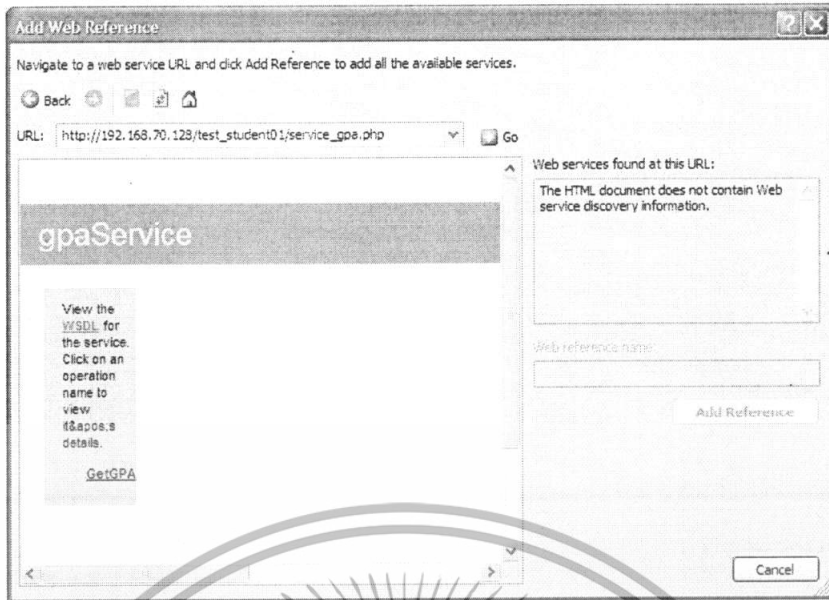 Add Web Reference
Navigate to a web service URL and click Add Reference to add all the available services.
Back
URL: http://192.168.70.128/test_student01/service_gpa.php Go
gpaService
View the
WSDL for
the service.
Click on an
operation
name to
view
it&apos;s
details.
GetGPA
Web services found at this URL:
The HTML document does not contain Web
service discovery information.
Web reference name:
Add Reference
Cancel